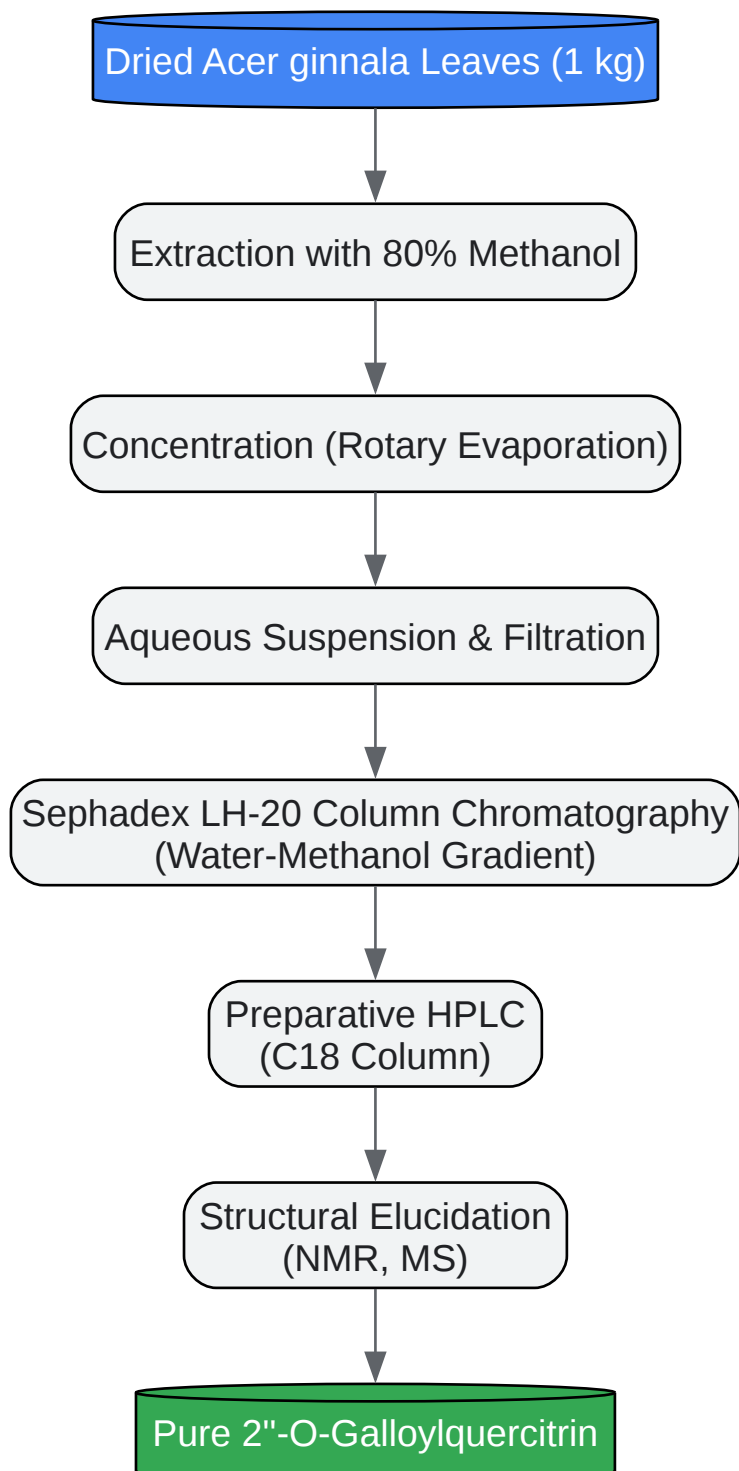 Dried Acer ginnala Leaves (1 kg)
Extraction with 80% Methanol
Concentration (Rotary Evaporation)
Aqueous Suspension & Filtration
Sephadex LH-20 Column Chromatography
(Water-Methanol Gradient)
Preparative HPLC
(C18 Column)
Structural Elucidation
(NMR, MS)
Pure 2"-O-Galloylquercitrin